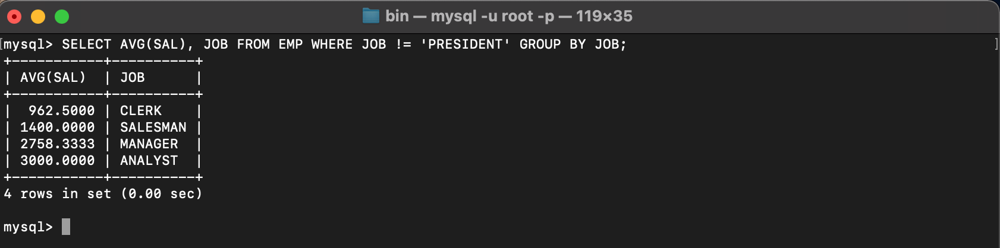 bin — mysql -u root -p — 119×35
[mysql> SELECT AVG(SAL), JOB FROM EMP WHERE JOB != 'PRESIDENT' GROUP BY JOB; ]
+-----------+----------+
| AVG(SAL)  | JOB      |
+-----------+----------+
|  962.5000 | CLERK    |
| 1400.0000 | SALESMAN |
| 2758.3333 | MANAGER  |
| 3000.0000 | ANALYST  |
+-----------+----------+
4 rows in set (0.00 sec)
mysql>